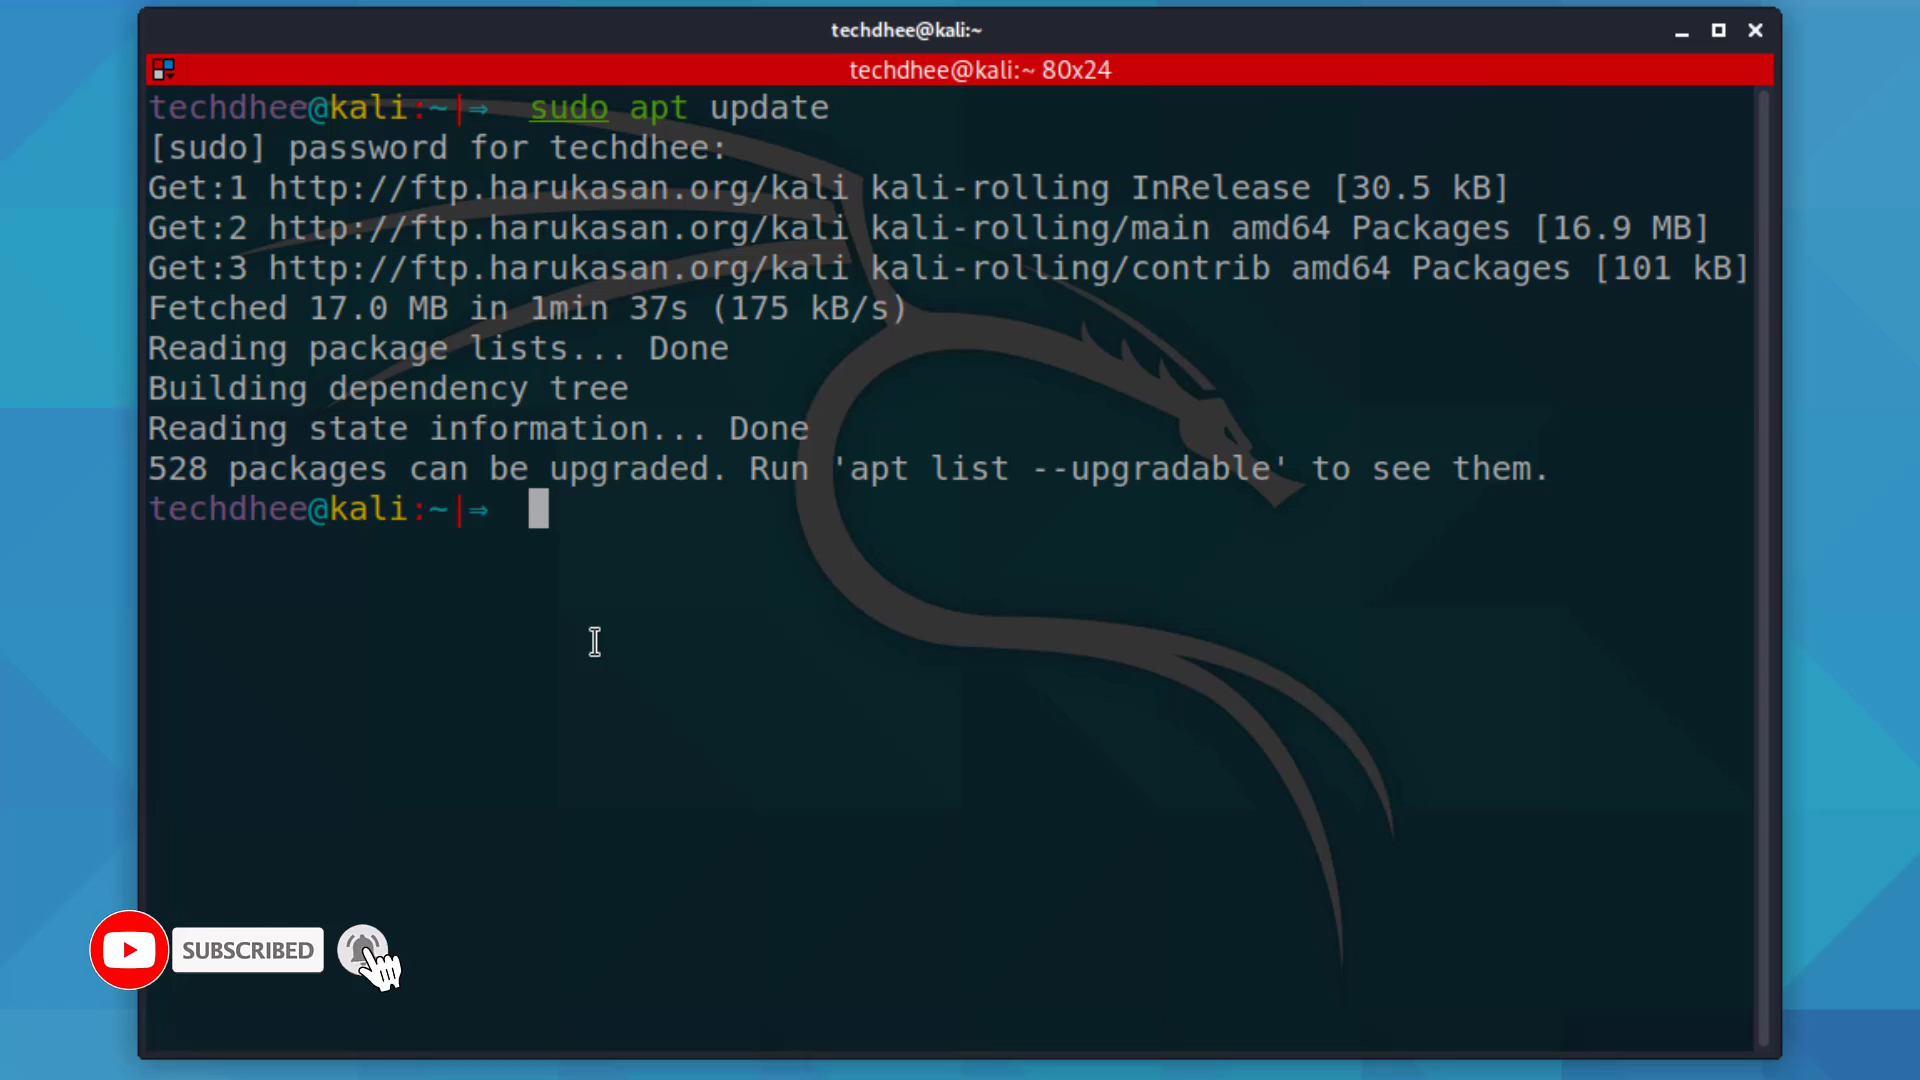 techdhee@kali:~
techdhee@kali:~ 80x24
techdhee@kali:~|⇒  sudo apt update
[sudo] password for techdhee:
Get:1 http://ftp.harukasan.org/kali kali-rolling InRelease [30.5 kB]
Get:2 http://ftp.harukasan.org/kali kali-rolling/main amd64 Packages [16.9 MB]
Get:3 http://ftp.harukasan.org/kali kali-rolling/contrib amd64 Packages [101 kB]
Fetched 17.0 MB in 1min 37s (175 kB/s)
Reading package lists... Done
Building dependency tree
Reading state information... Done
528 packages can be upgraded. Run 'apt list --upgradable' to see them.
techdhee@kali:~|⇒
SUBSCRIBED